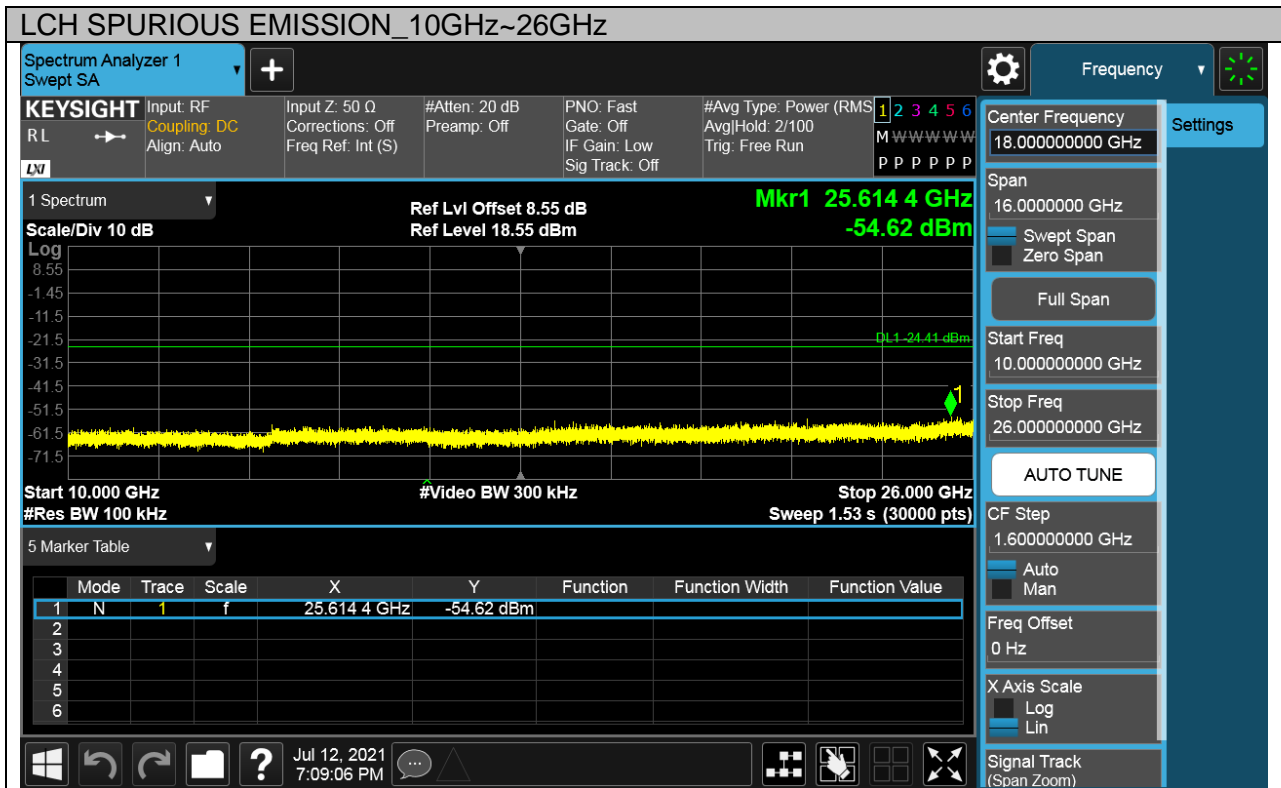 LCH SPURIOUS EMISSION_10GHz~26GHz
Spectrum Analyzer 1
Swept SA
Frequency
KEYSIGHT
RL
LXI
Input: RF
Coupling: DC
Align: Auto
Input Z: 50 Ω
Corrections: Off
Freq Ref: Int (S)
#Atten: 20 dB
Preamp: Off
PNO: Fast
Gate: Off
IF Gain: Low
Sig Track: Off
#Avg Type: Power (RMS
Avg|Hold: 2/100
Trig: Free Run
1 2 3 4 5 6
M W W W W W
P P P P P P
1 Spectrum
Scale/Div 10 dB
Ref Lvl Offset 8.55 dB
Ref Level 18.55 dBm
Mkr1 25.614 4 GHz
-54.62 dBm
Log
8.55
-1.45
-11.5
-21.5
-31.5
-41.5
-51.5
-61.5
-71.5
DL1 -24.41 dBm
1
Start 10.000 GHz
#Video BW 300 kHz
Stop 26.000 GHz
#Res BW 100 kHz
Sweep 1.53 s (30000 pts)
5 Marker Table
Mode Trace Scale X Y Function Function Width Function Value
1 N 1 f 25.614 4 GHz -54.62 dBm
2
3
4
5
6
Jul 12, 2021
7:09:06 PM
Center Frequency
18.000000000 GHz
Settings
Span
16.0000000 GHz
Swept Span
Zero Span
Full Span
Start Freq
10.000000000 GHz
Stop Freq
26.000000000 GHz
AUTO TUNE
CF Step
1.600000000 GHz
Auto
Man
Freq Offset
0 Hz
X Axis Scale
Log
Lin
Signal Track
(Span Zoom)